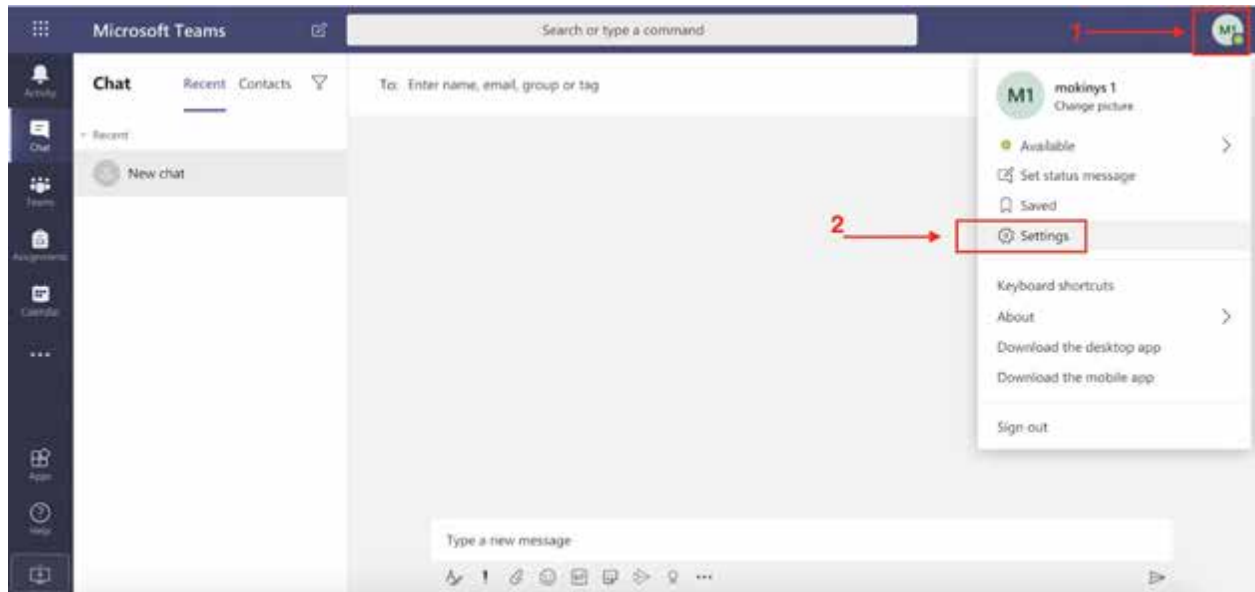 Microsoft Teams
Search or type a command
1
M1
Activity
Chat
Teams
Assignments
Calendar
Apps
Help
Chat
Recent Contacts
Recent
New chat
To: Enter name, email, group or tag
M1
mokinys 1
Change picture
Available
Set status message
Saved
2
Settings
Keyboard shortcuts
About
Download the desktop app
Download the mobile app
Sign out
Type a new message